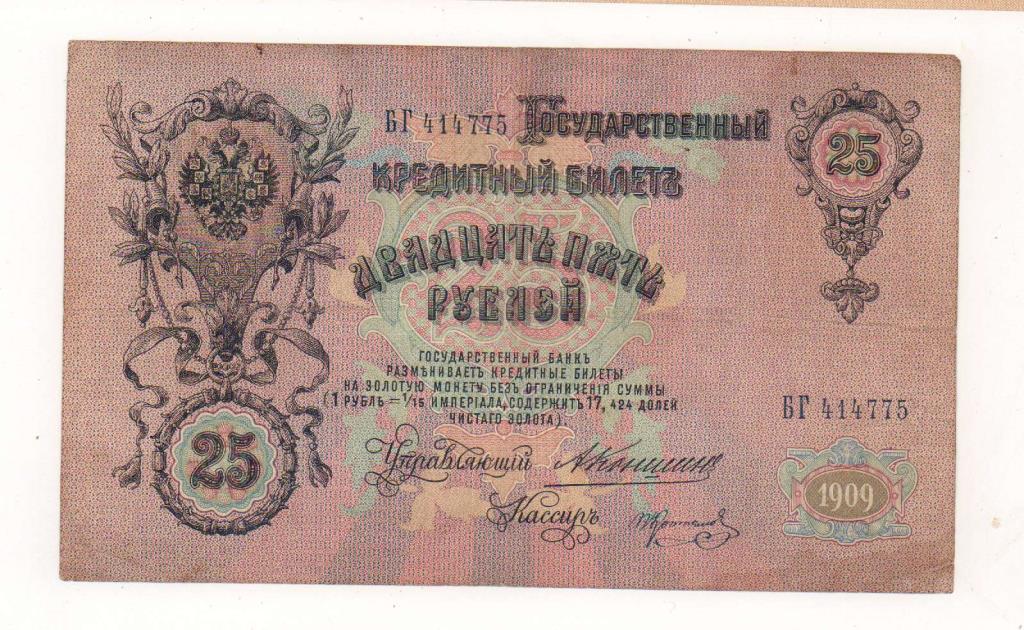 БГ 414775 Государственный
25
Кредитный Билетъ
Двадцать Пять
Рублей
Государственный Банкъ
размѣниваетъ кредитные билеты
на золотую монету безъ ограниченія суммы
(1 рубль = 1/15 имперіала, содержитъ 17,424 долей
чистаго золота).
БГ 414775
25
Управляющій АКоншинъ
Кассиръ
1909